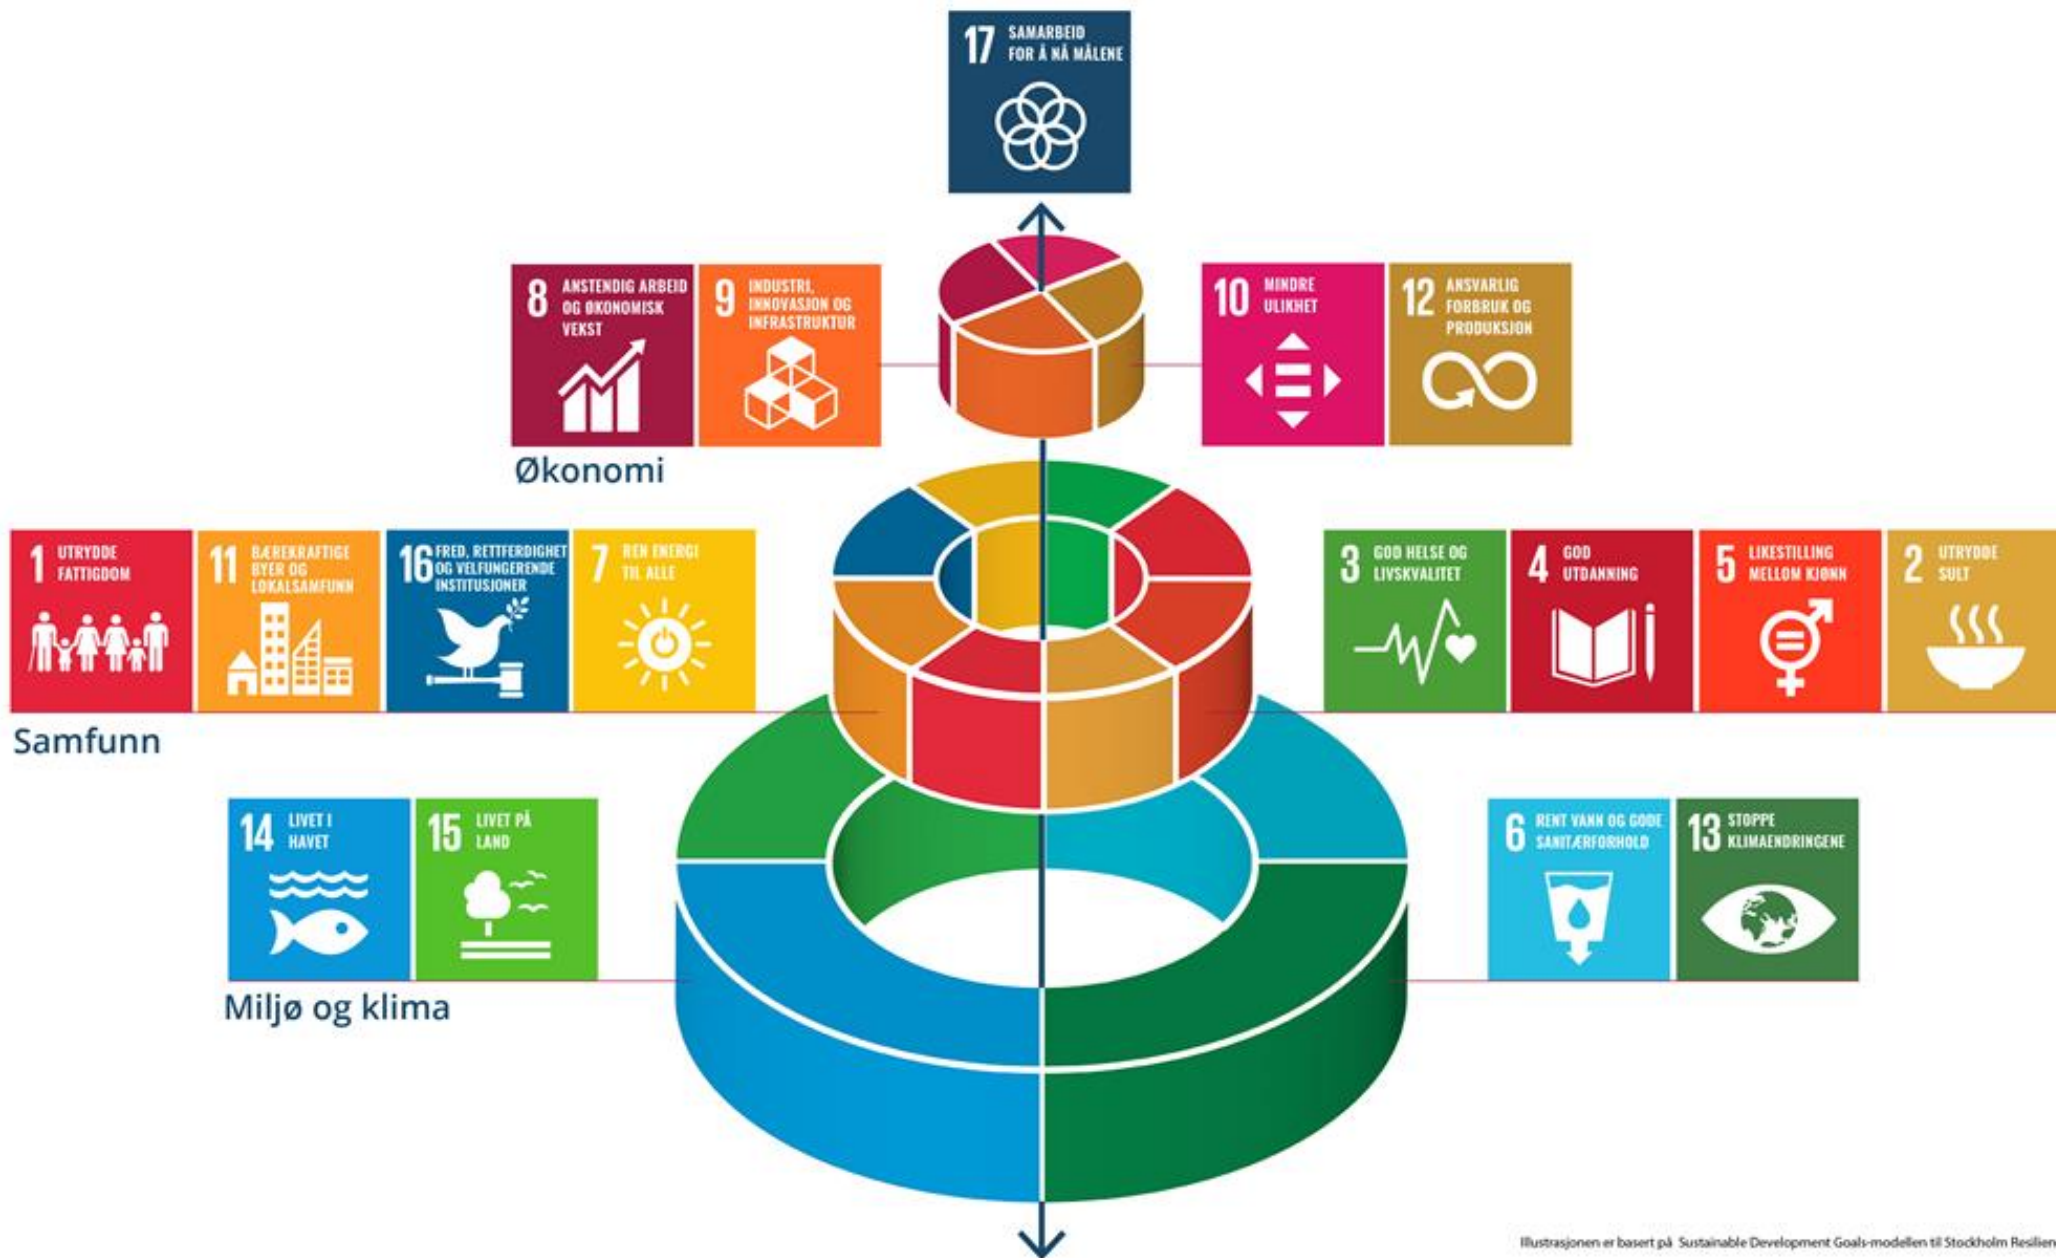 17 SAMARBEID
FOR Å NÅ MÅLENE
8 ANSTENDIG ARBEID
OG ØKONOMISK
VEKST
9 INDUSTRI,
INNOVASJON OG
INFRASTRUKTUR
10 MINDRE
ULIKHET
12 ANSVARLIG
FORBRUK OG
PRODUKSJON
Økonomi
1 UTRYDDE
FATTIGDOM
11 BÆREKRAFTIGE
BYER OG
LOKALSAMFUNN
16 FRED, RETTFERDIGHET
OG VELFUNGERENDE
INSTITUSJONER
7 REN ENERGI
TIL ALLE
3 GOD HELSE OG
LIVSKVALITET
4 GOD
UTDANNING
5 LIKESTILLING
MELLOM KJØNN
2 UTRYDDE
SULT
Samfunn
14 LIVET I
HAVET
15 LIVET PÅ
LAND
6 RENT VANN OG GODE
SANITÆRFORHOLD
13 STOPPE
KLIMAENDRINGENE
Miljø og klima
Illustrasjonen er basert på Sustainable Development Goals-modellen til Stockholm Resilien